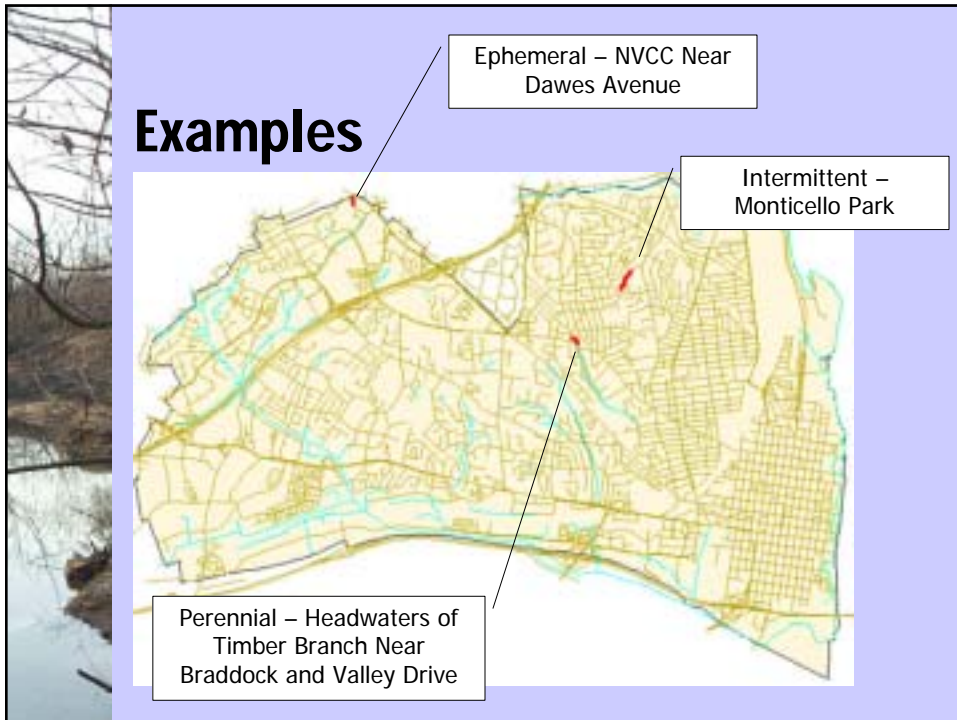 Ephemeral – NVCC Near
Dawes Avenue
Examples
Intermittent –
Monticello Park
Perennial – Headwaters of
Timber Branch Near
Braddock and Valley Drive